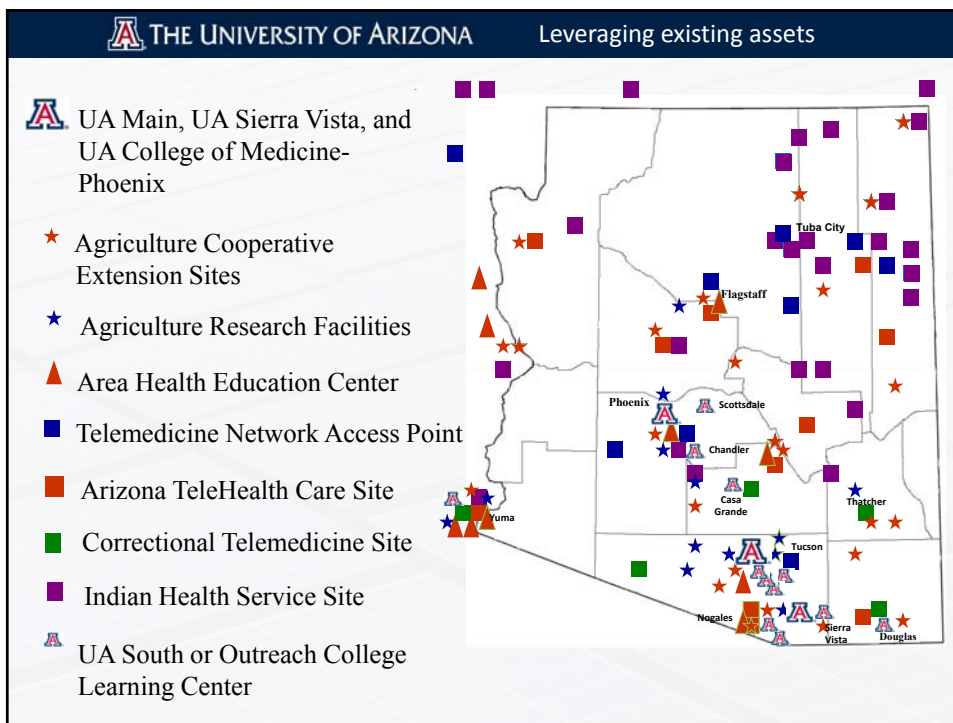 THE UNIVERSITY OF ARIZONA
Leveraging existing assets
UA Main, UA Sierra Vista, and
UA College of Medicine-
Phoenix
Agriculture Cooperative
Extension Sites
Agriculture Research Facilities
Area Health Education Center
Telemedicine Network Access Point
Arizona TeleHealth Care Site
Correctional Telemedicine Site
Indian Health Service Site
UA South or Outreach College
Learning Center
Tuba City
Flagstaff
Phoenix
Scottsdale
Chandler
Casa
Grande
Thatcher
Yuma
Tucson
Nogales
Sierra
Vista
Douglas